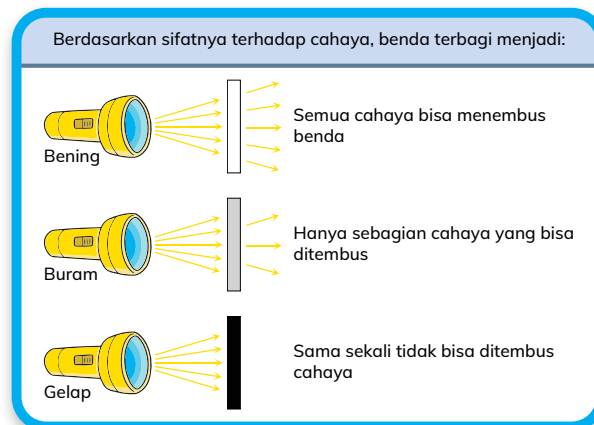 Berdasarkan sifatnya terhadap cahaya, benda terbagi menjadi:
Bening
Semua cahaya bisa menembus
benda
Buram
Hanya sebagian cahaya yang bisa
ditembus
Gelap
Sama sekali tidak bisa ditembus
cahaya